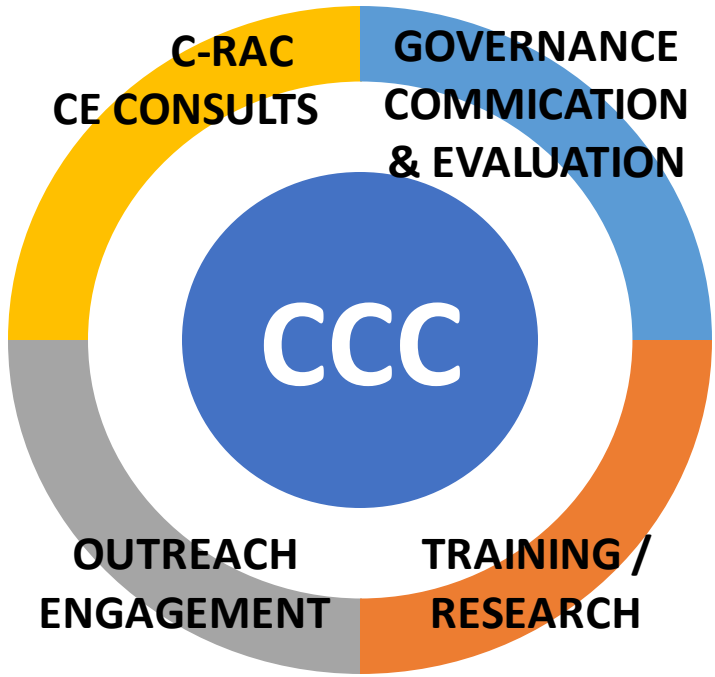 C-RAC
CE CONSULTS
GOVERNANCE
COMMICATION
& EVALUATION
CCC
OUTREACH
ENGAGEMENT
TRAINING /
RESEARCH